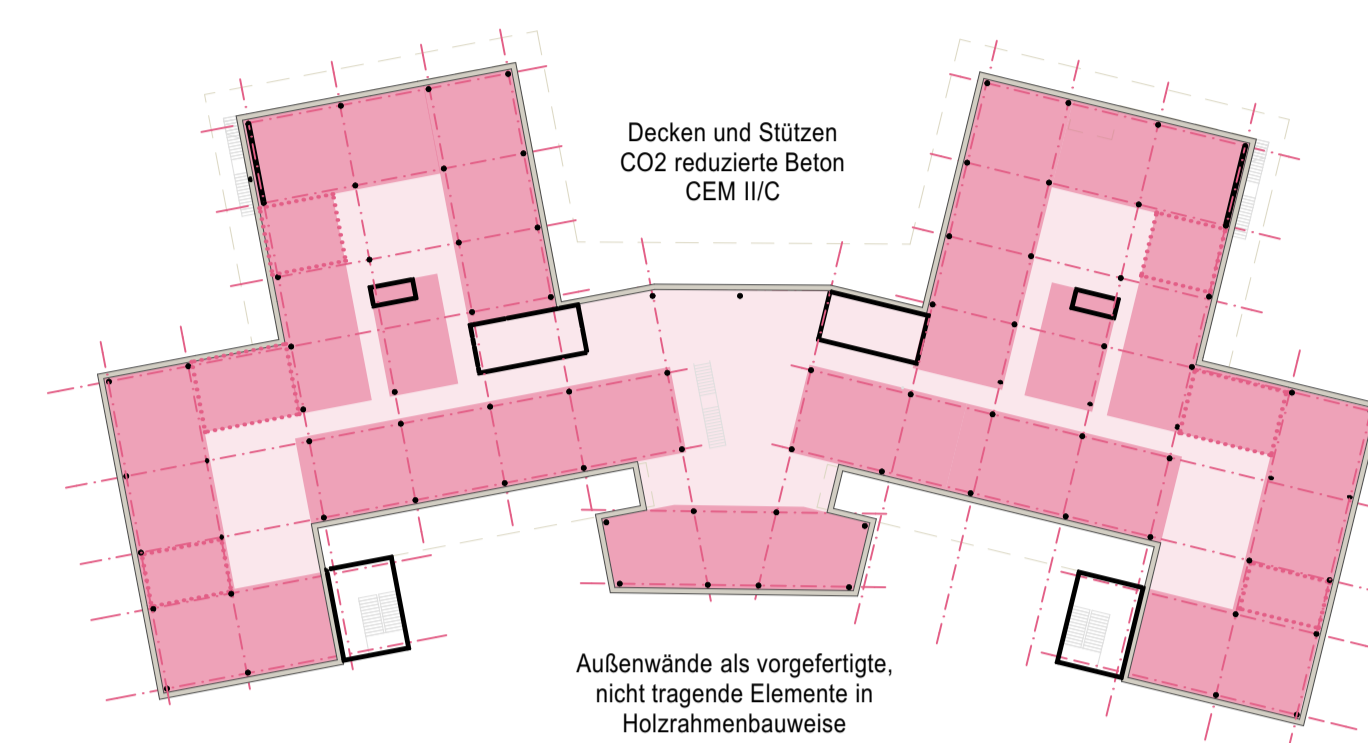 Decken und Stützen
CO2 reduzierte Beton
CEM II/C
Außenwände als vorgefertigte,
nicht tragende Elemente in
Holzrahmenbauweise